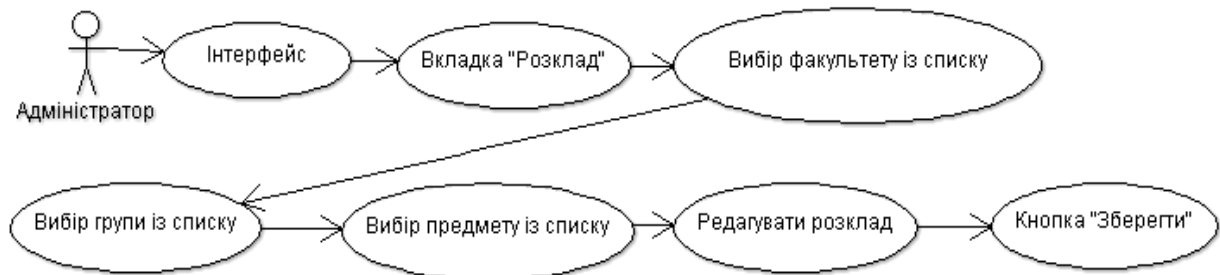 Інтерфейс
Вкладка "Розклад"
Вибір факультету із списку
Адміністратор
Вибір групи із списку
Вибір предмету із списку
Редагувати розклад
Кнопка "Зберегти"